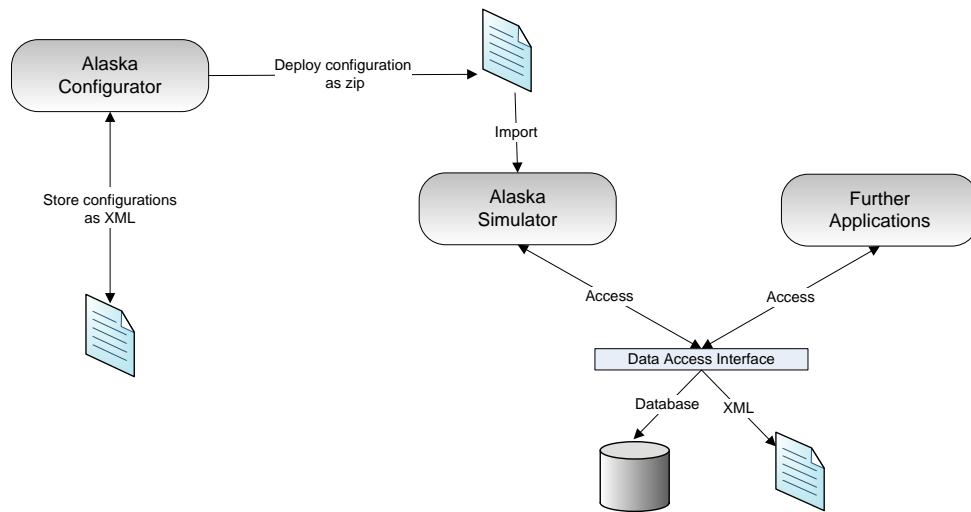 Alaska
Configurator
Deploy configuration
as zip
Import
Store configurations
as XML
Alaska
Simulator
Further
Applications
Access
Access
Data Access Interface
Database
XML